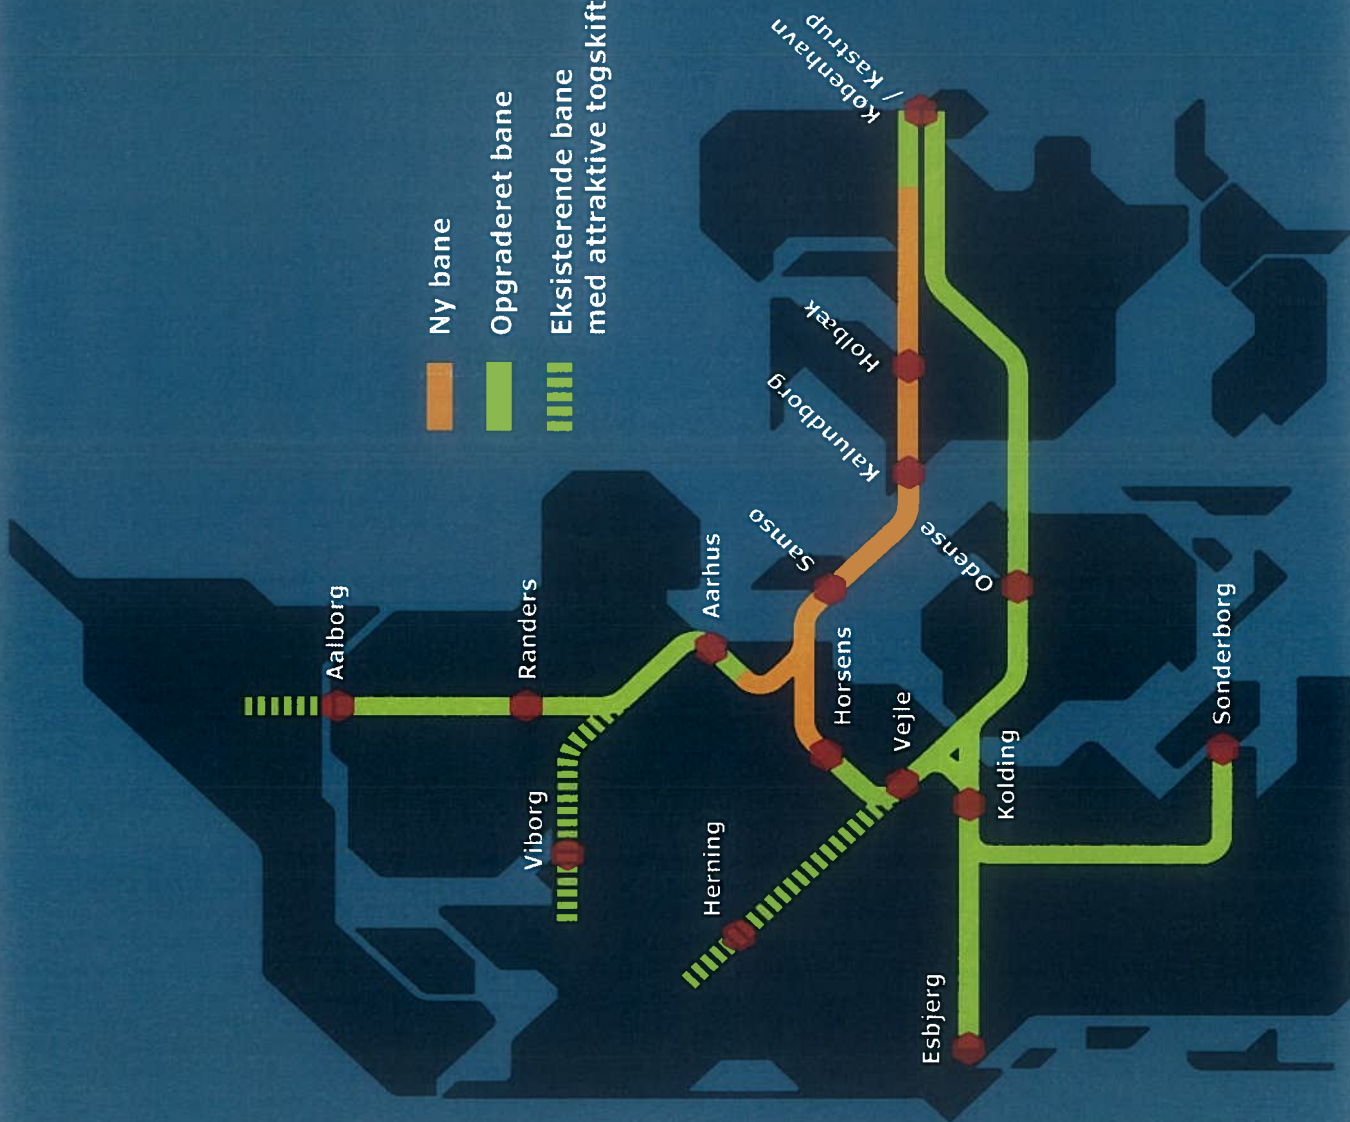 Ny bane
Opgraderet bane
Eksisterende bane
med attraktive togskift
Aalborg
Randers
Viborg
Aarhus
Herning
Samsø
Horsens
Vejle
Kolding
Esbjerg
Sonderborg
Odense
Kalundborg
Holbæk
København
/ Kastrup